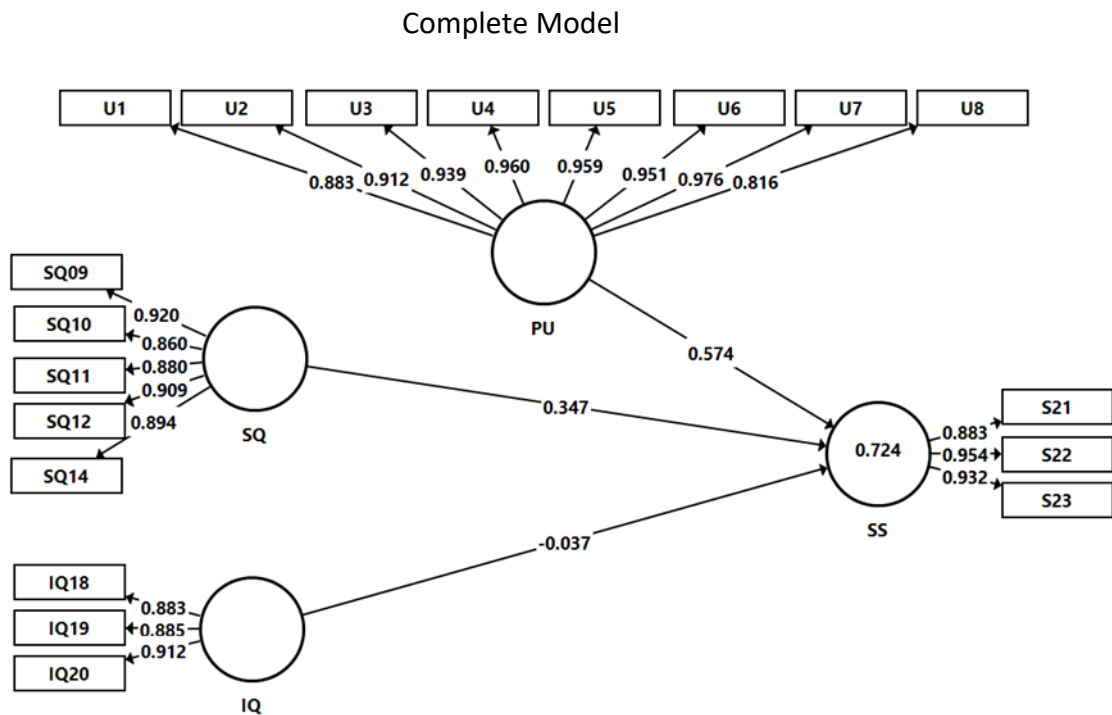 Complete Model
U1 U2 U3 U4 U5 U6 U7 U8
0.883 0.912 0.939 0.960 0.959 0.951 0.976 0.816
PU
SQ09
SQ10
SQ11
SQ12
SQ14
0.920
0.860
0.880
0.909
0.894
SQ
0.574
0.347
-0.037
0.724
SS
0.883
0.954
0.932
S21
S22
S23
IQ18
IQ19
IQ20
0.883
0.885
0.912
IQ